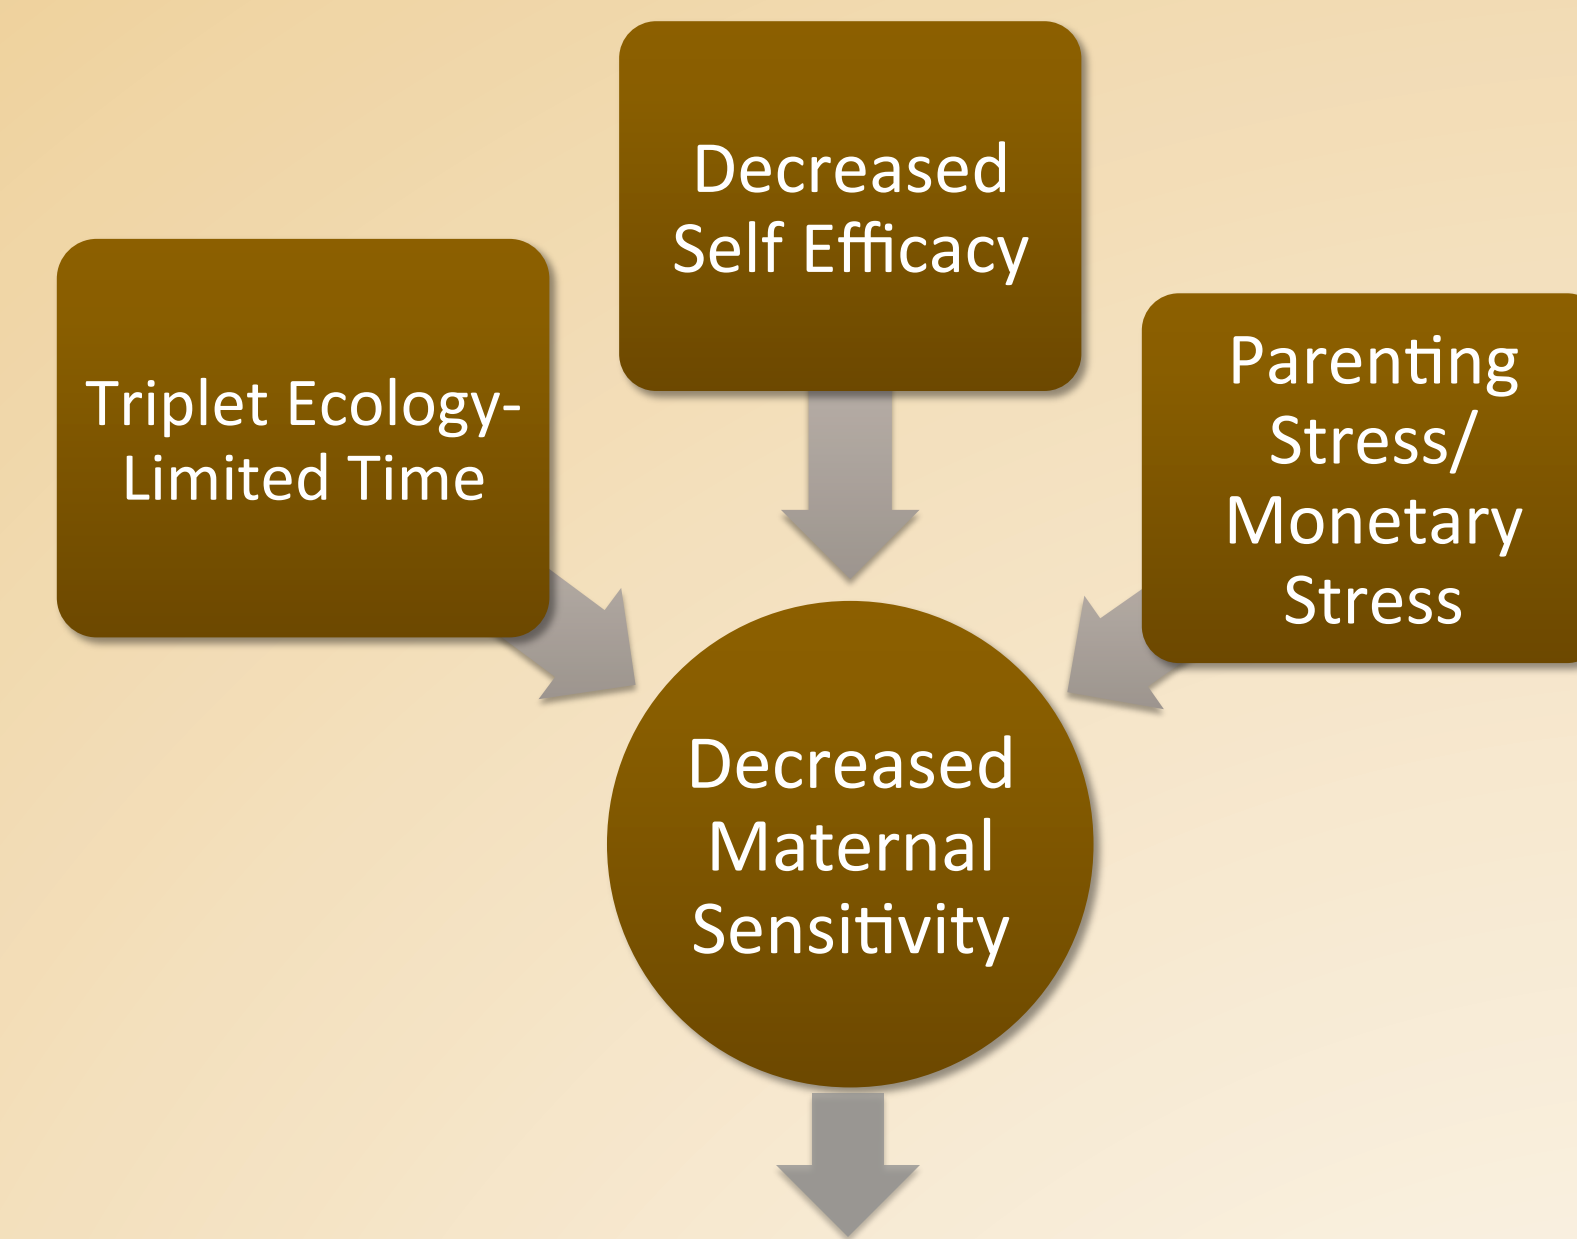 Decreased
Self Efficacy
Triplet Ecology-
Limited Time
Parenting
Stress/
Monetary
Stress
Decreased
Maternal
Sensitivity